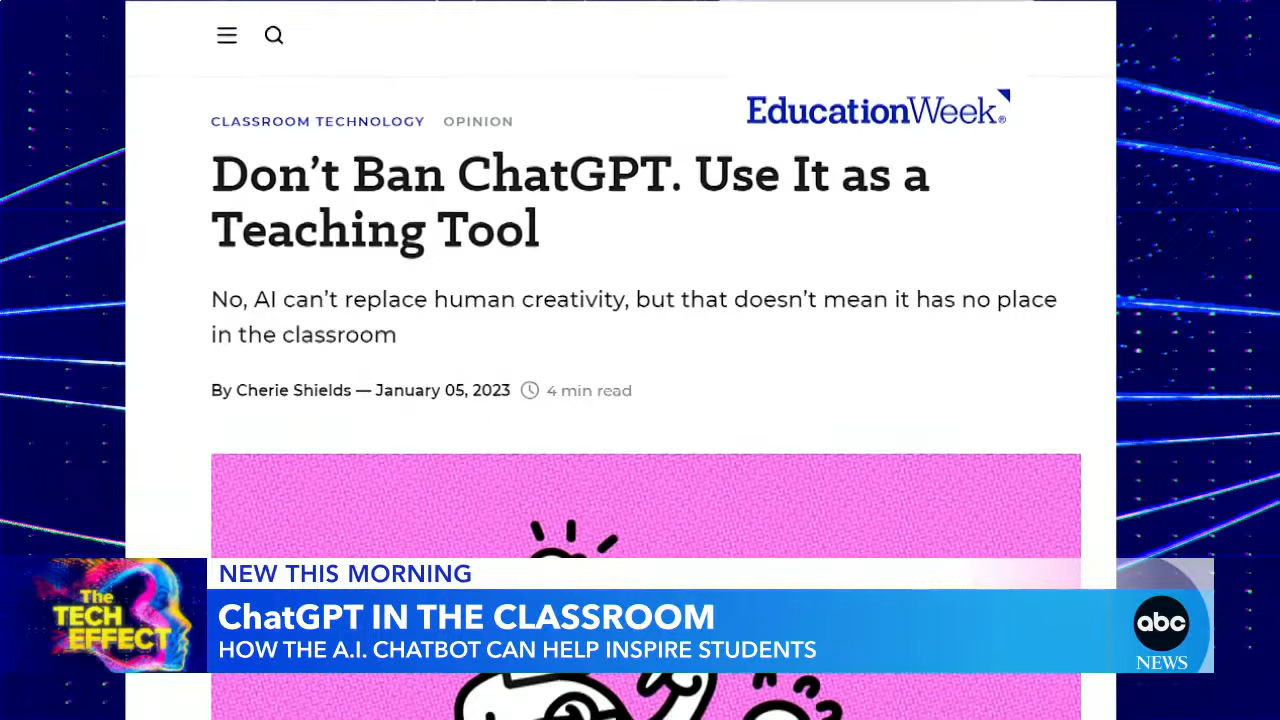 CLASSROOM TECHNOLOGY OPINION
EducationWeek®
Don't Ban ChatGPT. Use It as a
Teaching Tool
No, AI can't replace human creativity, but that doesn't mean it has no place
in the classroom
By Cherie Shields — January 05, 2023 4 min read
The
TECH
EFFECT
NEW THIS MORNING
ChatGPT IN THE CLASSROOM
HOW THE A.I. CHATBOT CAN HELP INSPIRE STUDENTS
abc
NEWS